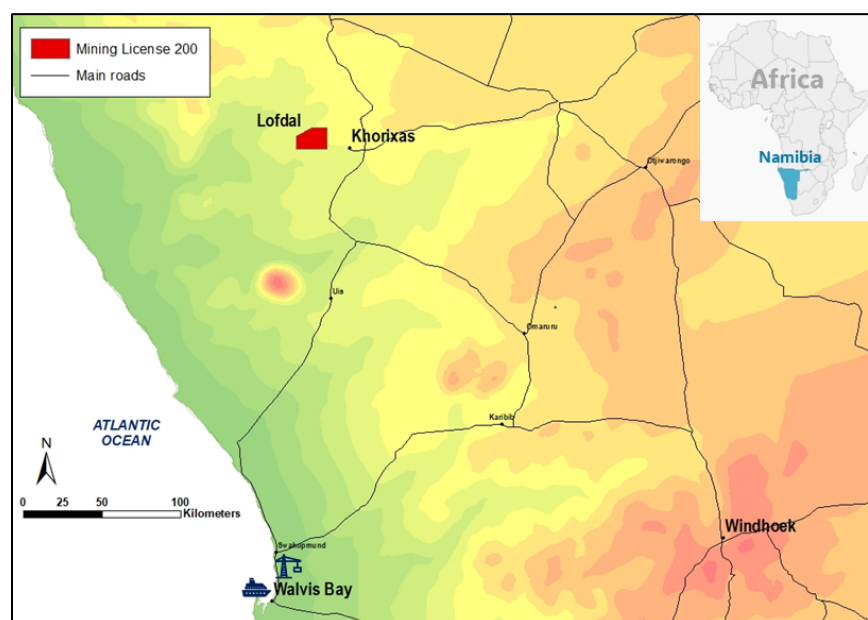 Mining License 200
Main roads
Africa
Namibia
Lofdal
Khorixas
Otjiwarongo
Uis
Omaruru
Karibib
ATLANTIC
OCEAN
N
0 25 50 100
Kilometers
Windhoek
Swakopmund
Walvis Bay